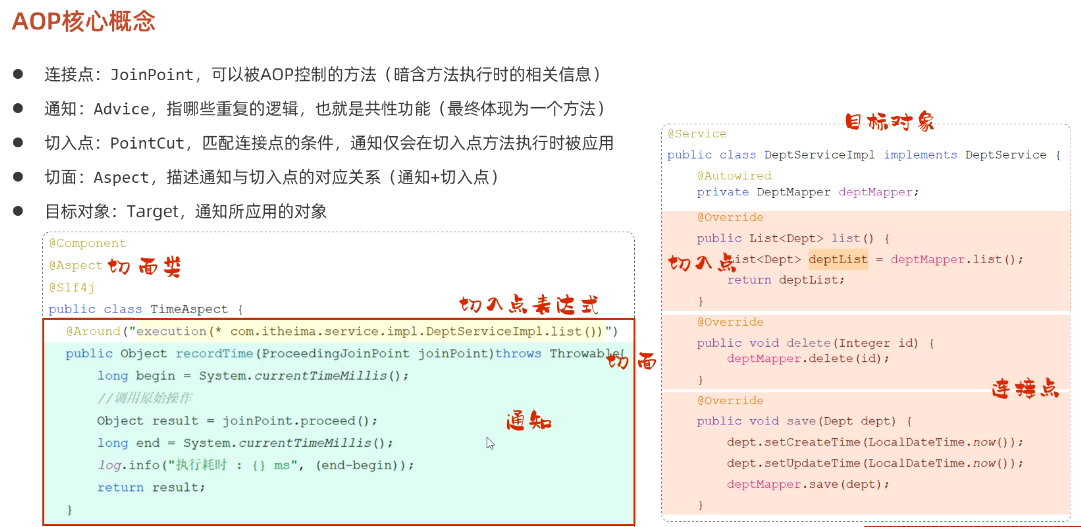 AOP核心概念
● 连接点：JoinPoint，可以被AOP控制的方法（暗含方法执行时的相关信息）
● 通知：Advice，指哪些重复的逻辑，也就是共性功能（最终体现为一个方法）
● 切入点：PointCut，匹配连接点的条件，通知仅会在切入点方法执行时被应用
● 切面：Aspect，描述通知与切入点的对应关系（通知+切入点）
● 目标对象：Target，通知所应用的对象
@Component
@Aspect 切面类
@Slf4j
public class TimeAspect {
切入点表达式
@Around("execution(* com.itheima.service.impl.DeptServiceImpl.list())")
public Object recordTime(ProceedingJoinPoint joinPoint)throws Throwable{
切面
long begin = System.currentTimeMillis();
//调用原始操作
Object result = joinPoint.proceed();
通知
long end = System.currentTimeMillis();
log.info("执行耗时 : {} ms", (end-begin));
return result;
}
目标对象
@Service
public class DeptServiceImpl implements DeptService {
@Autowired
private DeptMapper deptMapper;
@Override
public List<Dept> list() {
切入点
List<Dept> deptList = deptMapper.list();
return deptList;
}
@Override
public void delete(Integer id) {
deptMapper.delete(id);
}
连接点
@Override
public void save(Dept dept) {
dept.setCreateTime(LocalDateTime.now());
dept.setUpdateTime(LocalDateTime.now());
deptMapper.save(dept);
}